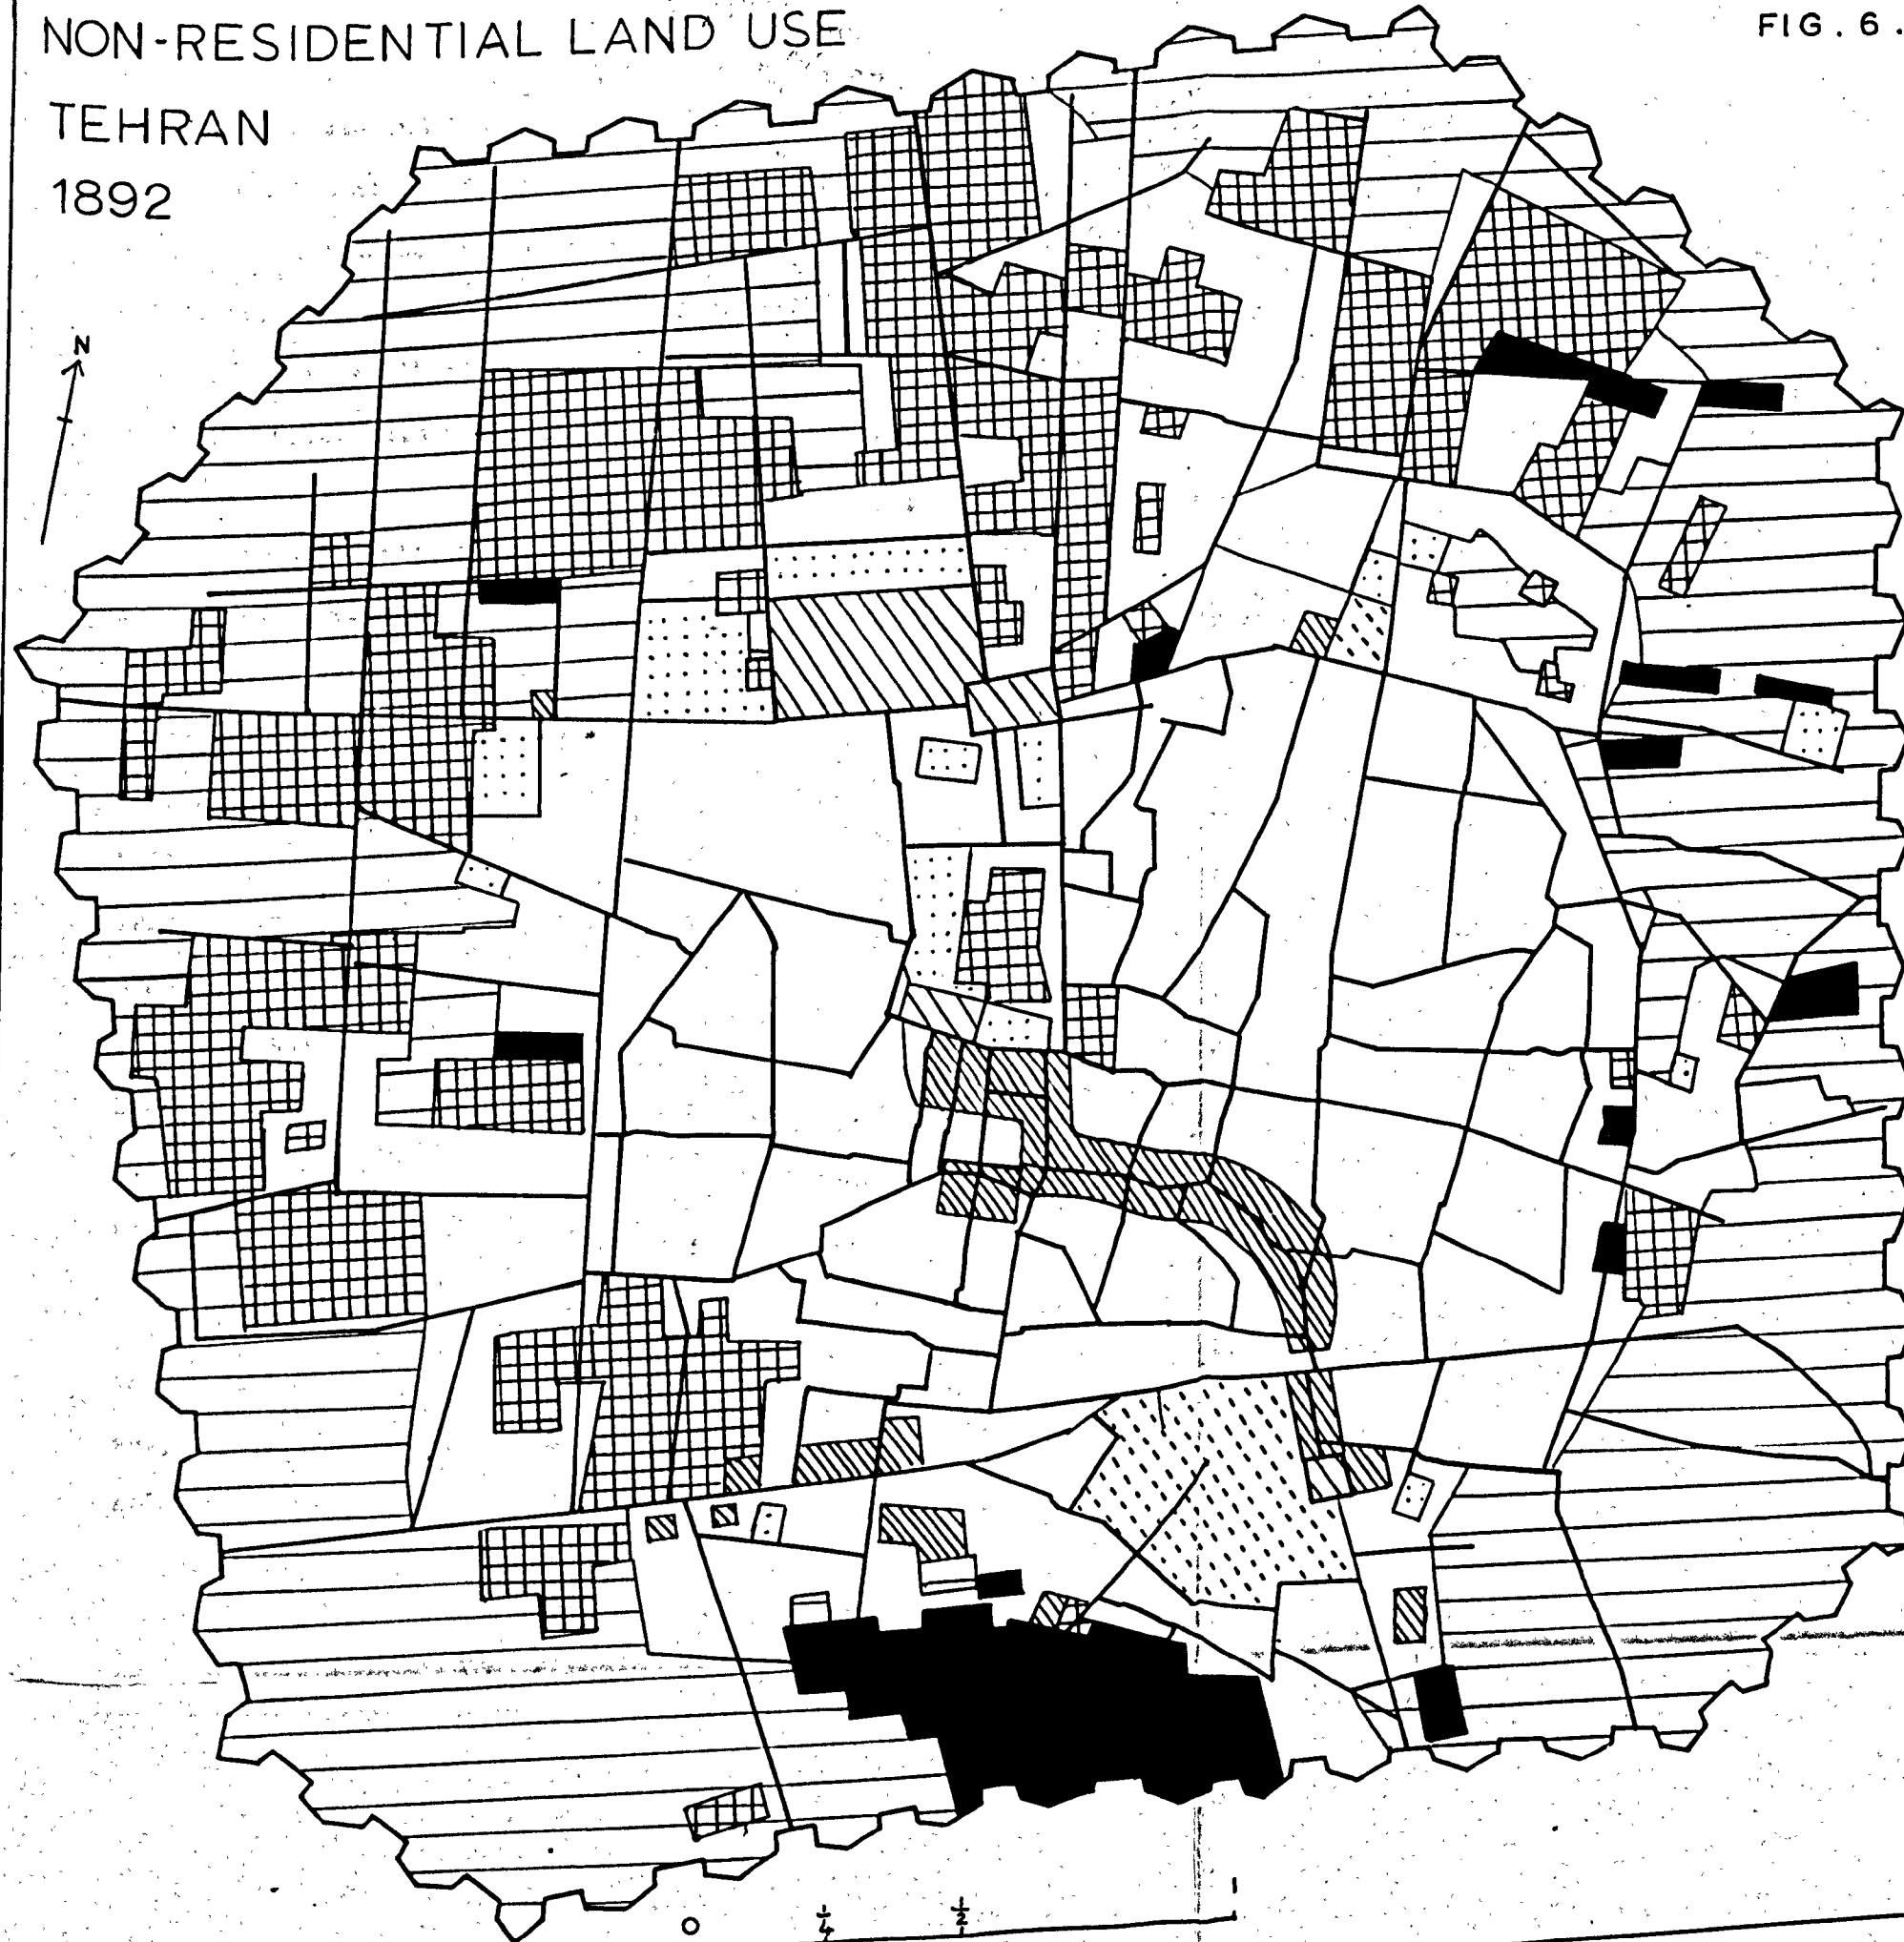 NON-RESIDENTIAL LAND USE
FIG. 6.
TEHRAN
1892
N
0 1/4 1/2 1